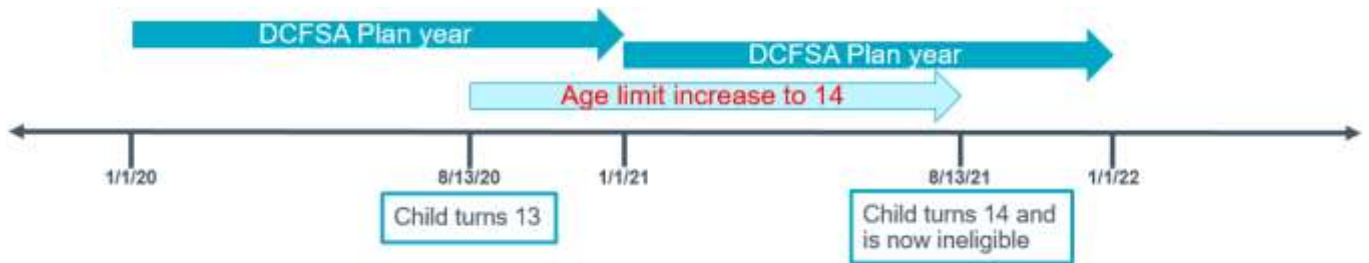 DCFSA Plan year
DCFSA Plan year
Age limit increase to 14
1/1/20
8/13/20
1/1/21
8/13/21
1/1/22
Child turns 13
Child turns 14 and
is now ineligible